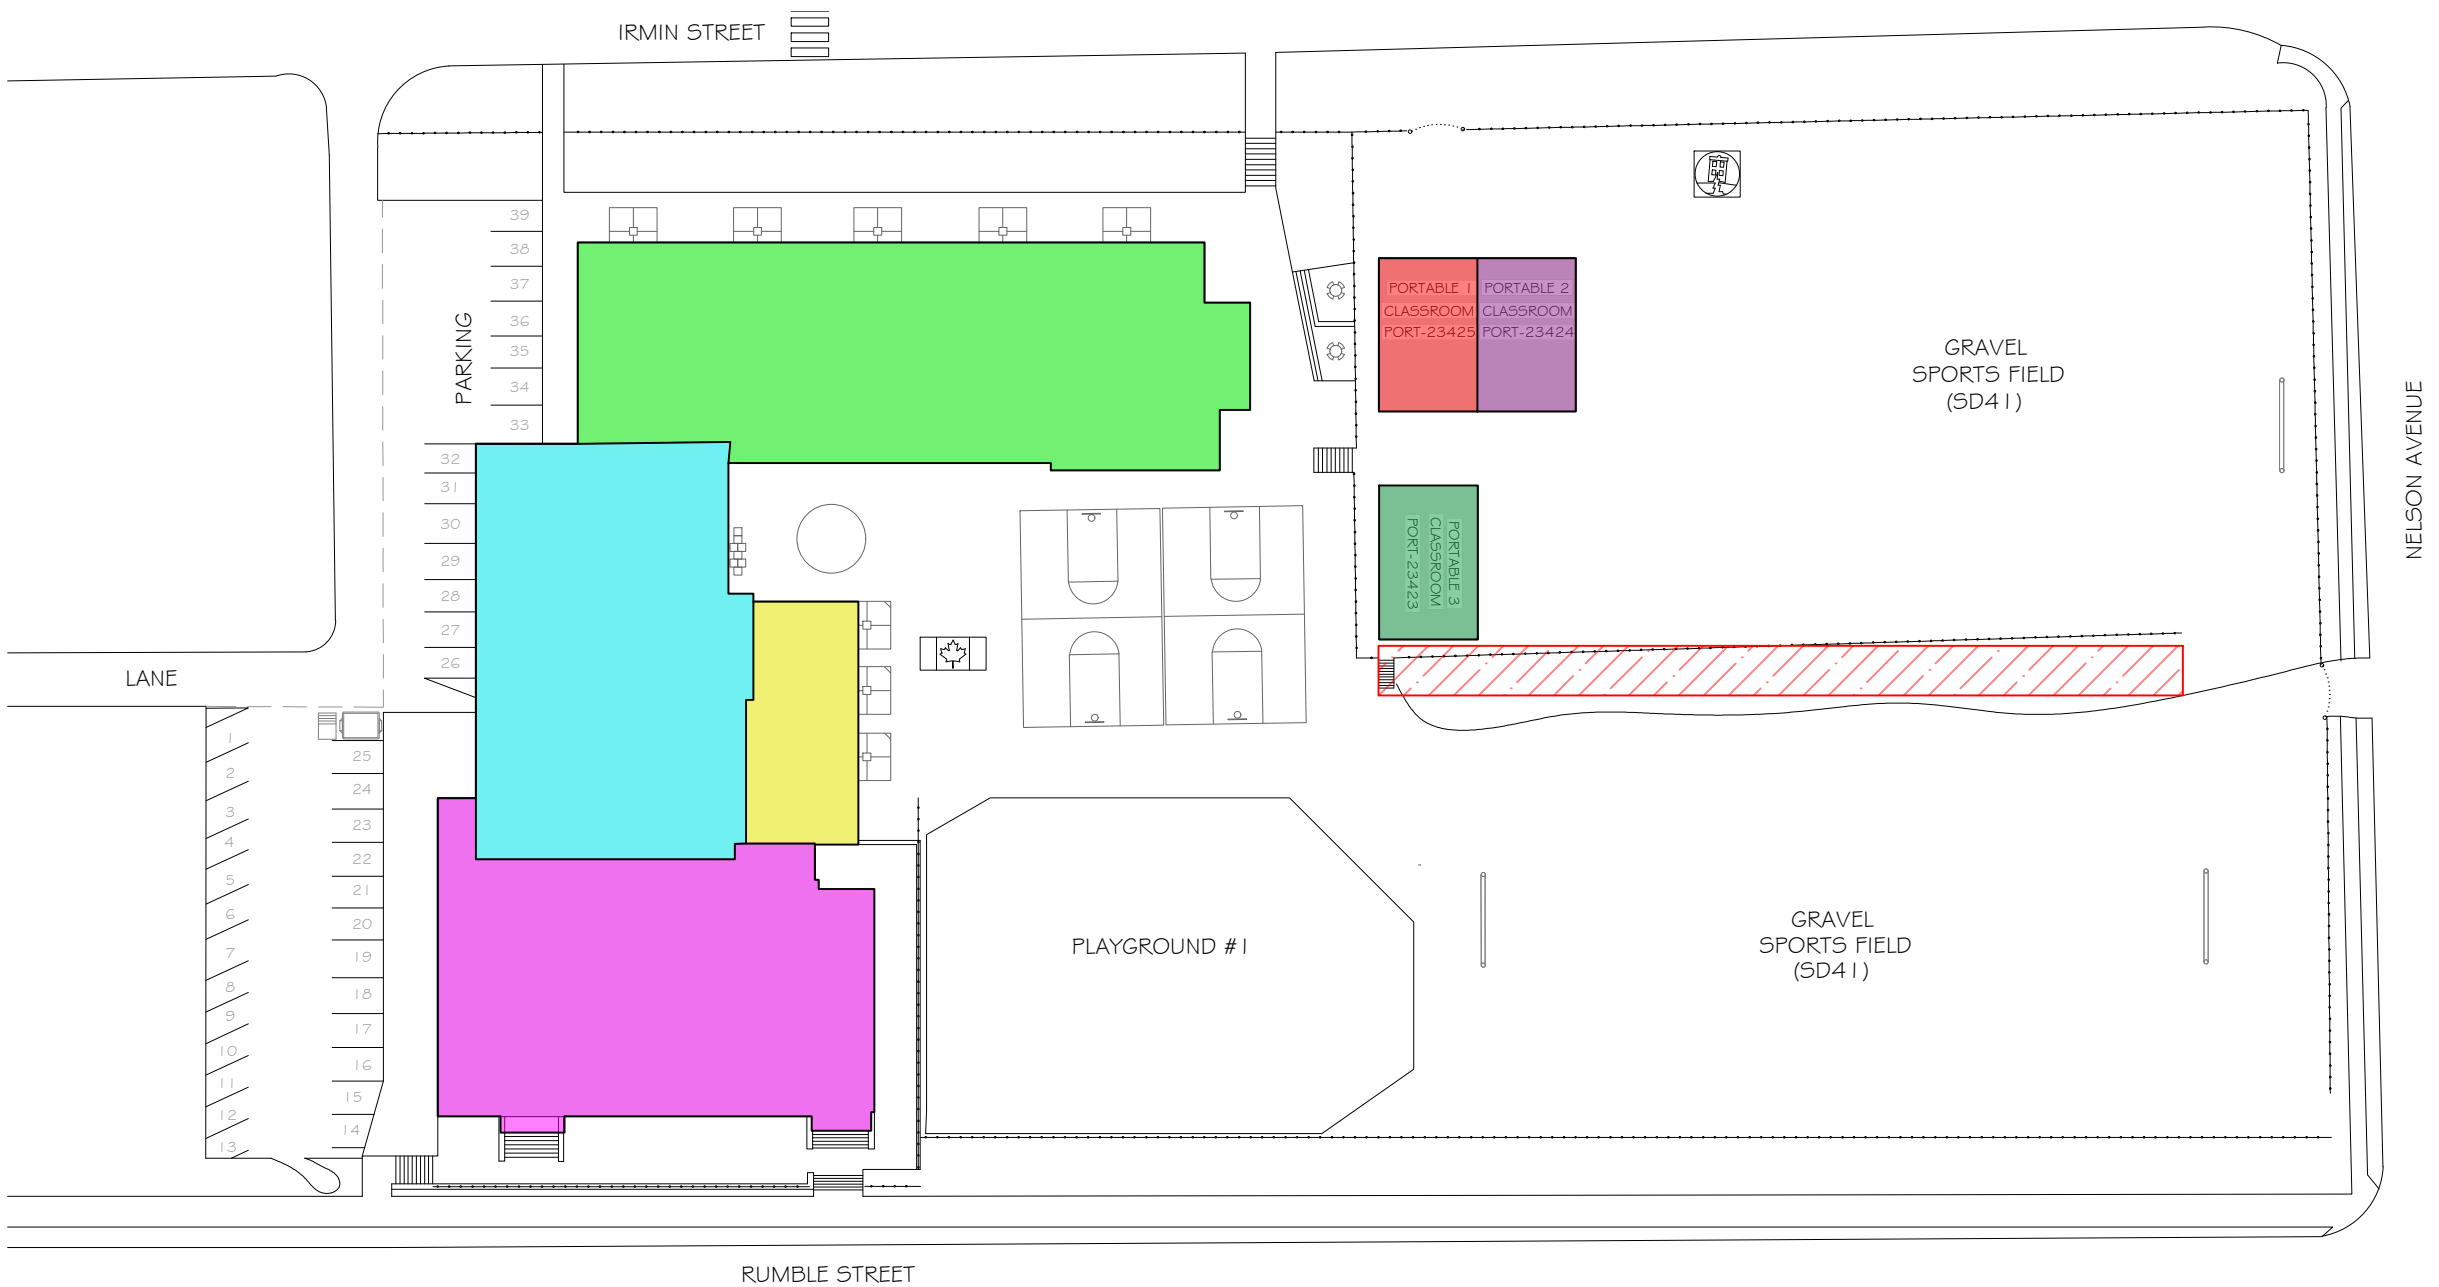 IRMIN STREET
39
38
37
36
35
34
33
PARKING
32
31
30
29
28
27
26
LANE
1
2
3
4
5
6
7
8
9
10
11
12
13
25
24
23
22
21
20
19
18
17
16
15
14
PORTABLE 1
CLASSROOM
PORT-23425
PORTABLE 2
CLASSROOM
PORT-23424
PORTABLE 3
CLASSROOM
PORT-23423
GRAVEL
SPORTS FIELD
(SD41)
NELSON AVENUE
PLAYGROUND #1
GRAVEL
SPORTS FIELD
(SD41)
RUMBLE STREET